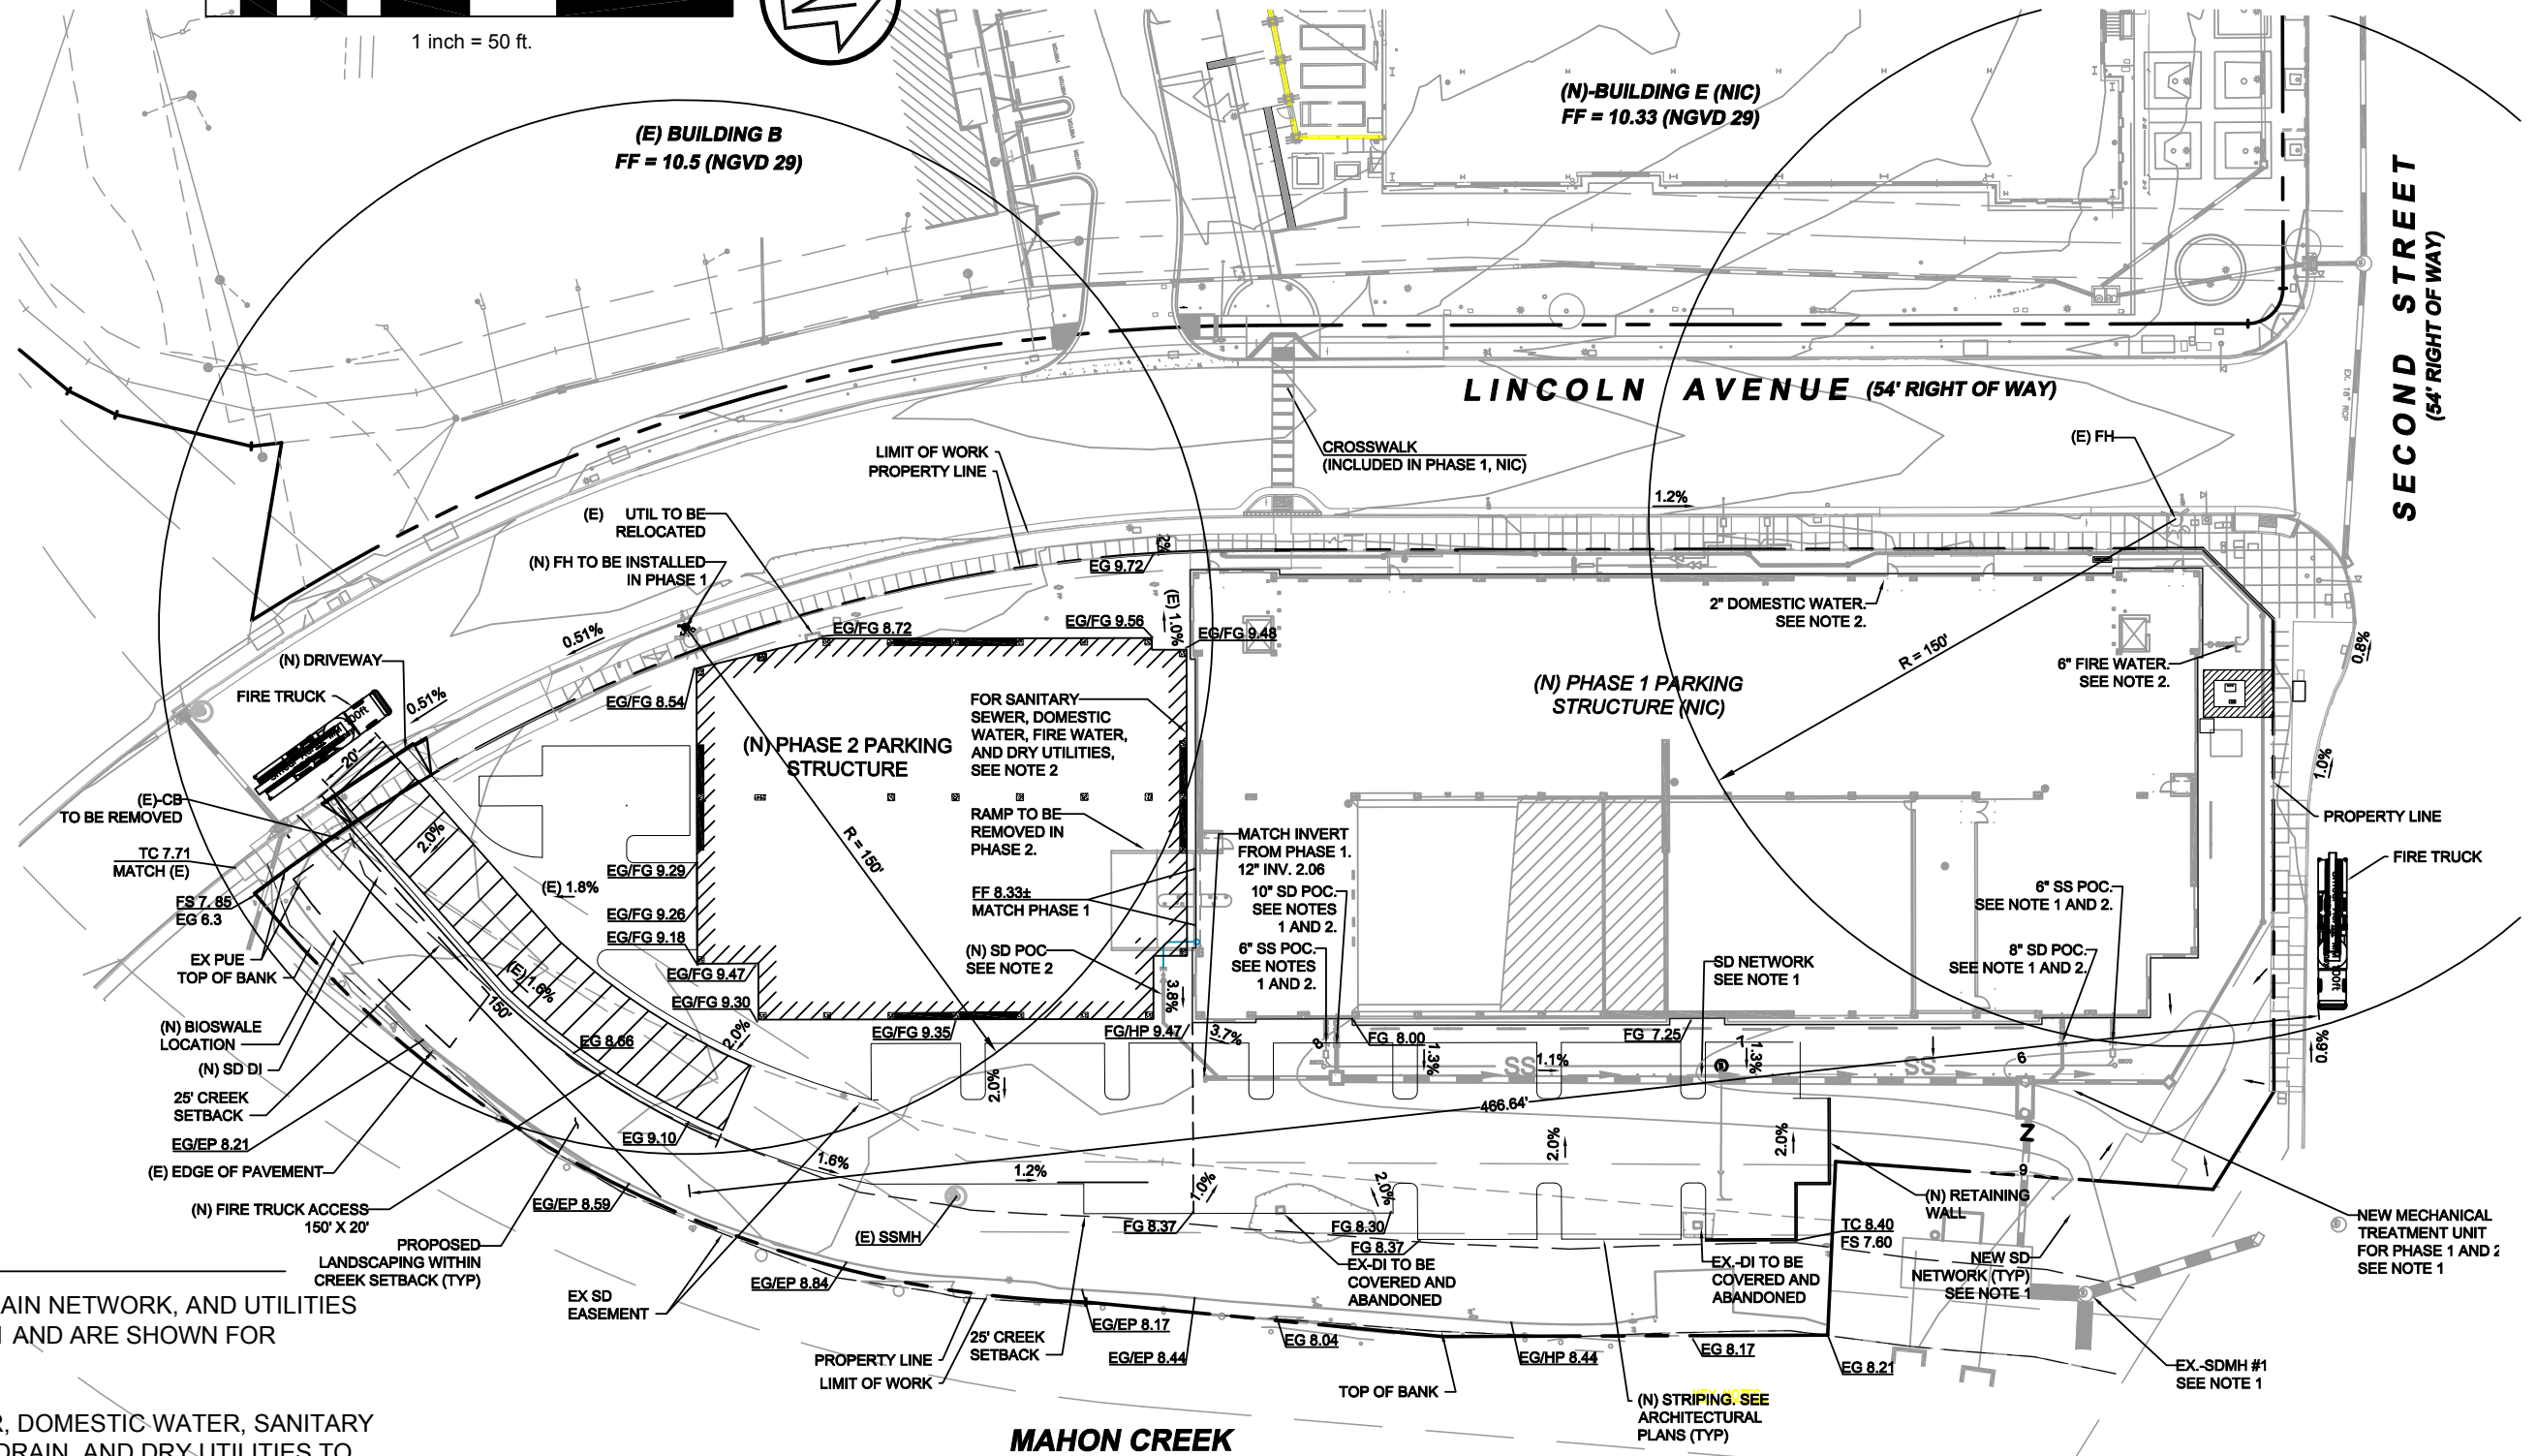 1 inch = 50 ft.
(E) BUILDING B
FF = 10.5 (NGVD 29)
(N)-BUILDING E (NIC)
FF = 10.33 (NGVD 29)
SECOND STREET
(54' RIGHT OF WAY)
EX. 18" RCP
LINCOLN AVENUE (54' RIGHT OF WAY)
LIMIT OF WORK
PROPERTY LINE
CROSSWALK
(INCLUDED IN PHASE 1, NIC)
(E) FH
1.2%
(E) UTIL TO BE
RELOCATED
(N) FH TO BE INSTALLED
IN PHASE 1
2%
EG 9.72
(E) 1.0%
EG/FG 8.72
EG/FG 9.56
EG/FG 9.48
2" DOMESTIC WATER.
SEE NOTE 2.
R = 150'
0.8%
6" FIRE WATER.
SEE NOTE 2.
0.51%
(N) DRIVEWAY
FIRE TRUCK
0.51%
100ft
20'
EG/FG 8.54
FOR SANITARY
SEWER, DOMESTIC
WATER, FIRE WATER,
AND DRY UTILITIES,
SEE NOTE 2
(N) PHASE 1 PARKING
STRUCTURE (NIC)
(N) PHASE 2 PARKING
STRUCTURE
1.0%
(E)-CB
TO BE REMOVED
2.0%
RAMP TO BE
REMOVED IN
PHASE 2.
R = 150'
MATCH INVERT
FROM PHASE 1.
12" INV. 2.06
PROPERTY LINE
TC 7.71
MATCH (E)
FIRE TRUCK
100ft
EG/FG 9.29
(E) 1.8%
FF 8.33±
MATCH PHASE 1
10" SD POC.
SEE NOTES
1 AND 2.
6" SS POC.
SEE NOTE 1 AND 2.
FS 7. 85
EG 6.3
EG/FG 9.26
EG/FG 9.18
(N) SD POC
SEE NOTE 2
6" SS POC.
SEE NOTES
1 AND 2.
8" SD POC.
SEE NOTE 1 AND 2.
EX PUE
TOP OF BANK
EG/FG 9.47
(E) 1.6%
SD NETWORK
SEE NOTE 1
150'
EG/FG 9.30
3.8%
(N) BIOSWALE
LOCATION
EG 8.56
2.0%
EG/FG 9.35
FG/HP 9.47
3.7%
8
FG 8.00
1.3%
FG 7.25
7
1.3%
6
0.9%
SS
1.1%
SS
(N) SD DI
2.0%
25' CREEK
SETBACK
466.64'
EG/EP 8.21
EG 9.10
2.0%
2.0%
Z
(E) EDGE OF PAVEMENT
1.6%
1.2%
9
1.0%
2.0%
(N) FIRE TRUCK ACCESS
150' X 20'
EG/EP 8.59
(N) RETAINING
WALL
FG 8.37
FG 8.30
TC 8.40
FS 7.60
NEW MECHANICAL
TREATMENT UNIT
FOR PHASE 1 AND 2
SEE NOTE 1
(E) SSMH
FG 8.37
PROPOSED
LANDSCAPING WITHIN
CREEK SETBACK (TYP)
EX-DI TO BE
COVERED AND
ABANDONED
EX.-DI TO BE
COVERED AND
ABANDONED
NEW SD
NETWORK (TYP)
SEE NOTE 1
EG/EP 8.84
EX SD
EASEMENT
AIN NETWORK, AND UTILITIES
AND ARE SHOWN FOR
25' CREEK
SETBACK
EG/EP 8.17
EG 8.04
EG/EP 8.44
EG/HP 8.44
EG 8.17
EG 8.21
PROPERTY LINE
LIMIT OF WORK
TOP OF BANK
EX.-SDMH #1
SEE NOTE 1
(N) STRIPING. SEE
ARCHITECTURAL
PLANS (TYP)
R, DOMESTIC WATER, SANITARY
DRAIN, AND DRY UTILITIES TO
MAHON CREEK